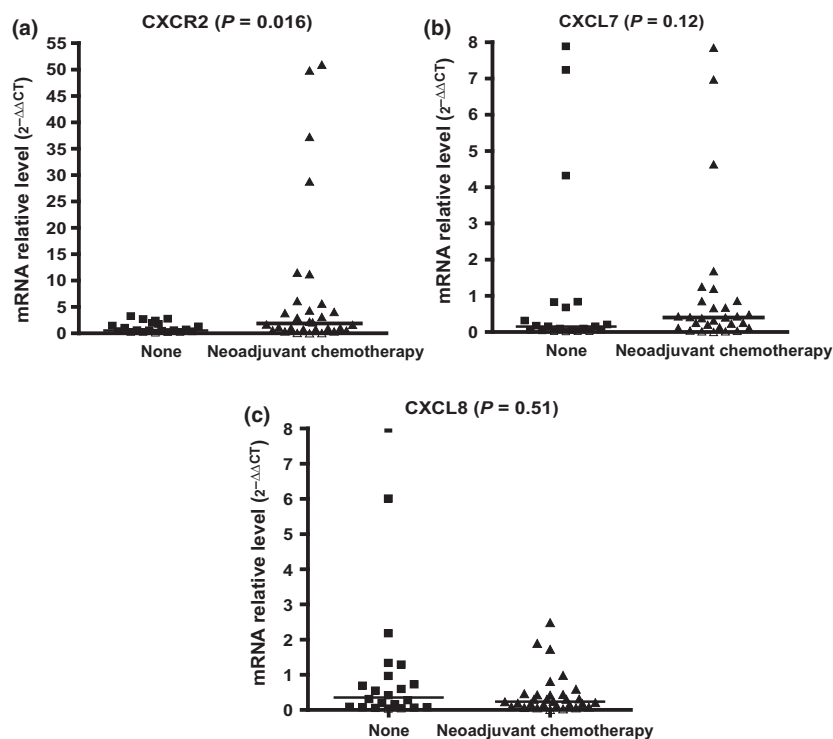 (a)
CXCR2 (P = 0.016)
mRNA relative level (2−ΔΔCT)
55
50
45
40
35
30
25
20
15
10
5
0
None Neoadjuvant chemotherapy
(b)
CXCL7 (P = 0.12)
mRNA relative level (2−ΔΔCT)
8
7
6
5
4
3
2
1
0
None Neoadjuvant chemotherapy
(c)
CXCL8 (P = 0.51)
mRNA relative level (2−ΔΔCT)
8
7
6
5
4
3
2
1
0
None Neoadjuvant chemotherapy